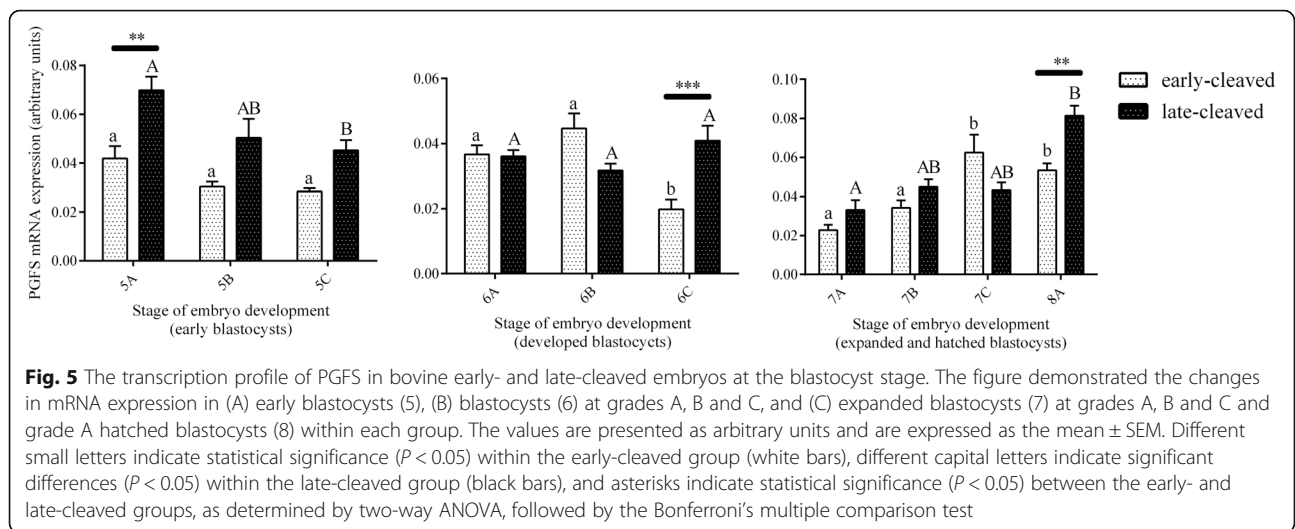 PGFS mRNA expression (arbitrary units)
0.08
0.06
0.04
0.02
0.00
**
a
A
a
AB
a
B
5A
5B
5C
Stage of embryo development
(early blastocysts)
0.06
0.04
0.02
0.00
a
A
a
A
***
b
A
6A
6B
6C
Stage of embryo development
(developed blastocycts)
0.10
0.08
0.06
0.04
0.02
0.00
a
A
a
AB
b
AB
**
b
B
7A
7B
7C
8A
Stage of embryo development
(expanded and hatched blastocysts)
early-cleaved
late-cleaved
Fig. 5 The transcription profile of PGFS in bovine early- and late-cleaved embryos at the blastocyst stage. The figure demonstrated the changes
in mRNA expression in (A) early blastocysts (5), (B) blastocysts (6) at grades A, B and C, and (C) expanded blastocysts (7) at grades A, B and C and
grade A hatched blastocysts (8) within each group. The values are presented as arbitrary units and are expressed as the mean ± SEM. Different
small letters indicate statistical significance (P < 0.05) within the early-cleaved group (white bars), different capital letters indicate significant
differences (P < 0.05) within the late-cleaved group (black bars), and asterisks indicate statistical significance (P < 0.05) between the early- and
late-cleaved groups, as determined by two-way ANOVA, followed by the Bonferroni's multiple comparison test